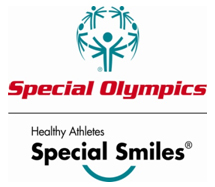 Special Olympics
Healthy Athletes
Special Smiles®